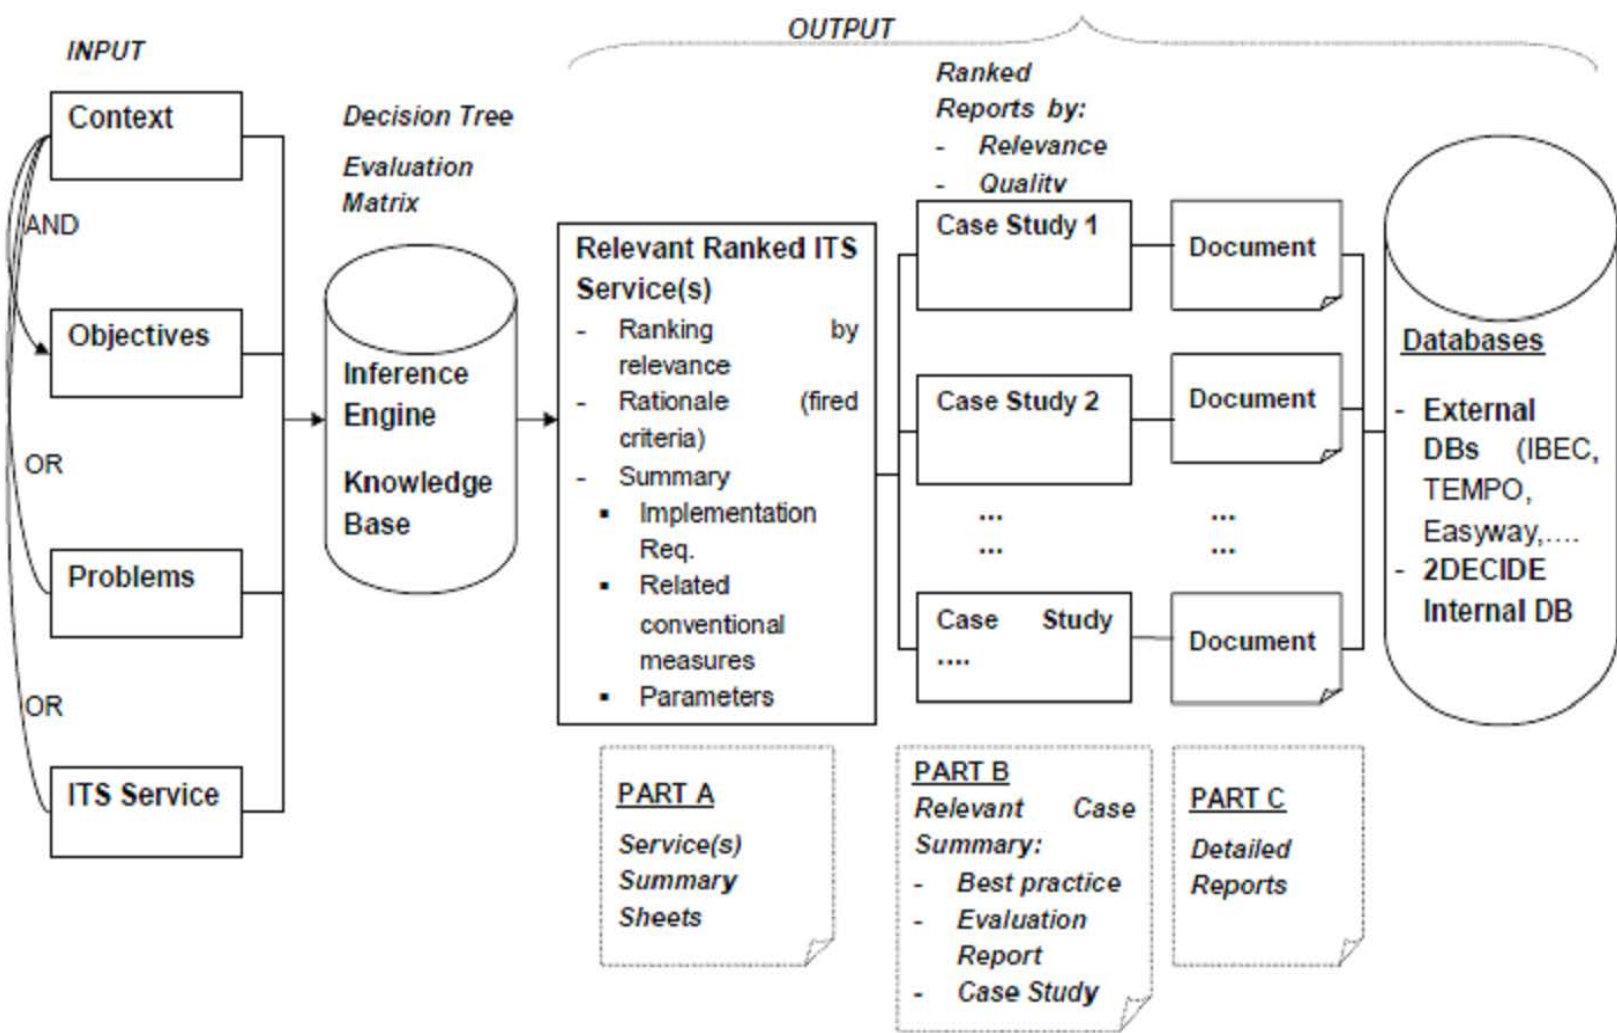 INPUT
Context
AND
Objectives
OR
Problems
OR
ITS Service
Decision Tree
Evaluation
Matrix
Inference
Engine
Knowledge
Base
OUTPUT
Relevant Ranked ITS
Service(s)
- Ranking by
relevance
- Rationale (fired
criteria)
- Summary
▪ Implementation
Req.
▪ Related
conventional
measures
▪ Parameters
Ranked
Reports by:
- Relevance
- Quality
Case Study 1
Case Study 2
...
...
Case Study
....
Document
Document
...
...
Document
Databases
- External
DBs (IBEC,
TEMPO,
Easyway,....
- 2DECIDE
Internal DB
PART A
Service(s)
Summary
Sheets
PART B
Relevant Case
Summary:
- Best practice
- Evaluation
Report
- Case Study
PART C
Detailed
Reports